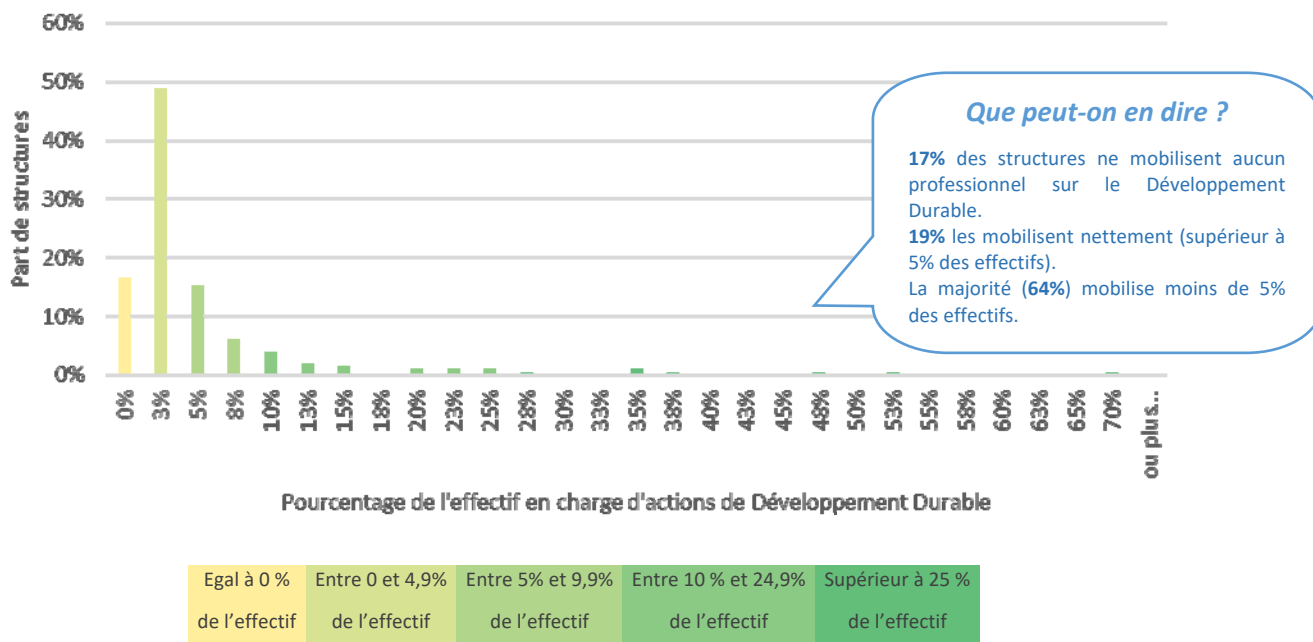 60%
50%
40%
30%
20%
10%
0%
Part de structures
Que peut-on en dire ?
17% des structures ne mobilisent aucun
professionnel sur le Développement
Durable.
19% les mobilisent nettement (supérieur à
5% des effectifs).
La majorité (64%) mobilise moins de 5%
des effectifs.
0%
3%
5%
8%
10%
13%
15%
18%
20%
23%
25%
28%
30%
33%
35%
38%
40%
43%
45%
48%
50%
53%
55%
58%
60%
63%
65%
70%
ou plus...
Pourcentage de l'effectif en charge d'actions de Développement Durable
Egal à 0 %
de l'effectif
Entre 0 et 4,9%
de l'effectif
Entre 5% et 9,9%
de l'effectif
Entre 10 % et 24,9%
de l'effectif
Supérieur à 25 %
de l'effectif